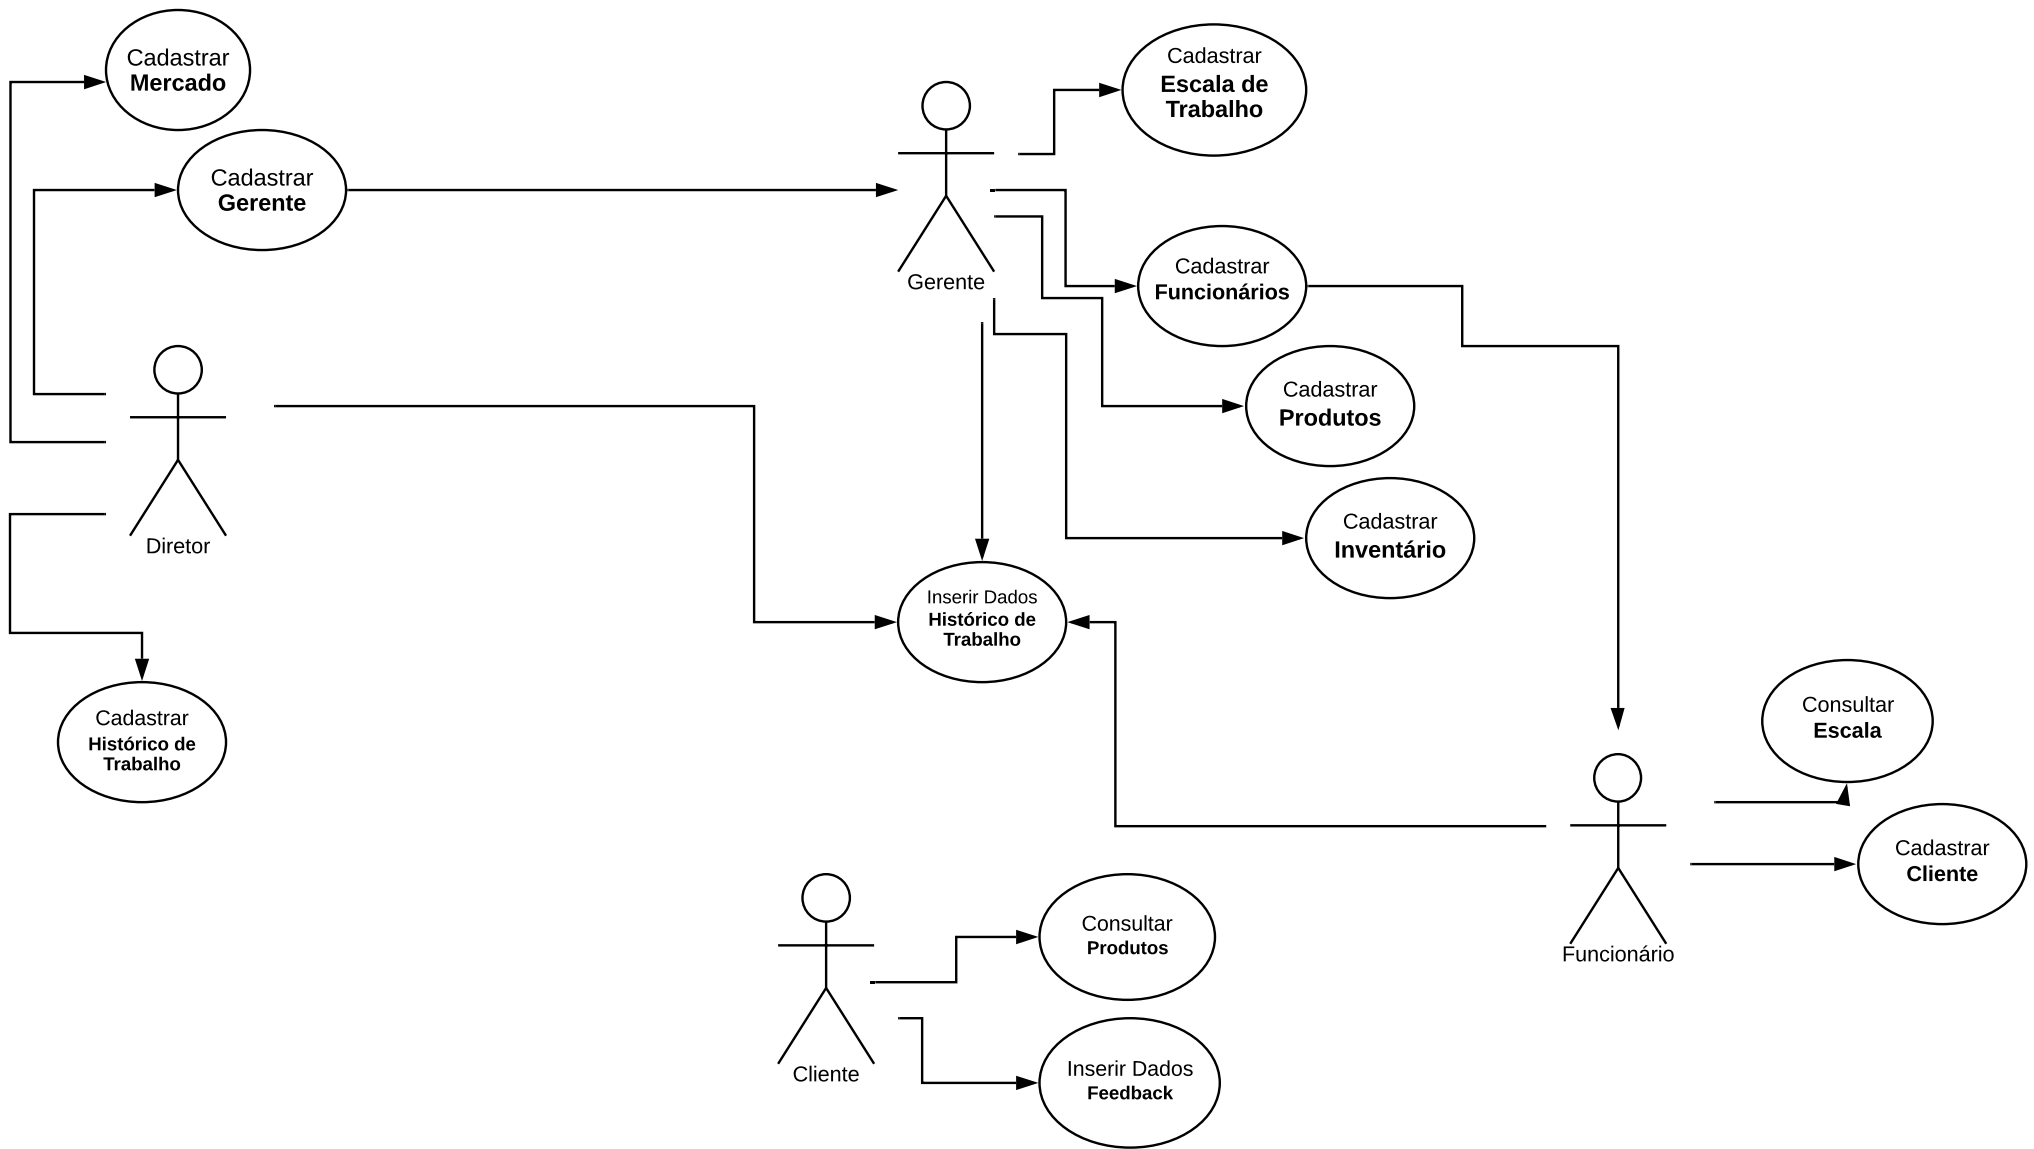 Cadastrar
Mercado
Cadastrar
Gerente
Gerente
Cadastrar
Escala de
Trabalho
Cadastrar
Funcionários
Cadastrar
Produtos
Cadastrar
Inventário
Diretor
Inserir Dados
Histórico de
Trabalho
Cadastrar
Histórico de
Trabalho
Consultar
Escala
Cadastrar
Cliente
Funcionário
Cliente
Consultar
Produtos
Inserir Dados
Feedback